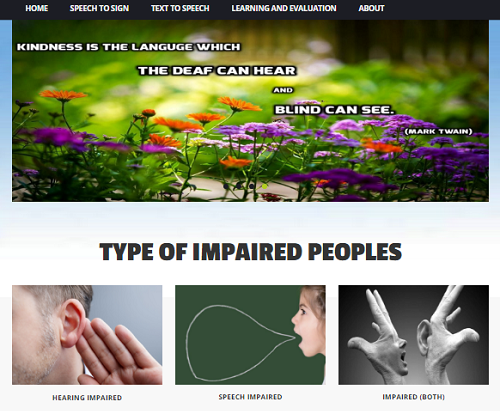 HOME SPEECH TO SIGN TEXT TO SPEECH LEARNING AND EVALUATION ABOUT
KINDNESS IS THE LANGUGE WHICH
THE DEAF CAN HEAR
AND
BLIND CAN SEE.
(MARK TWAIN)
TYPE OF IMPAIRED PEOPLES
HEARING IMPAIRED SPEECH IMPAIRED IMPAIRED (BOTH)